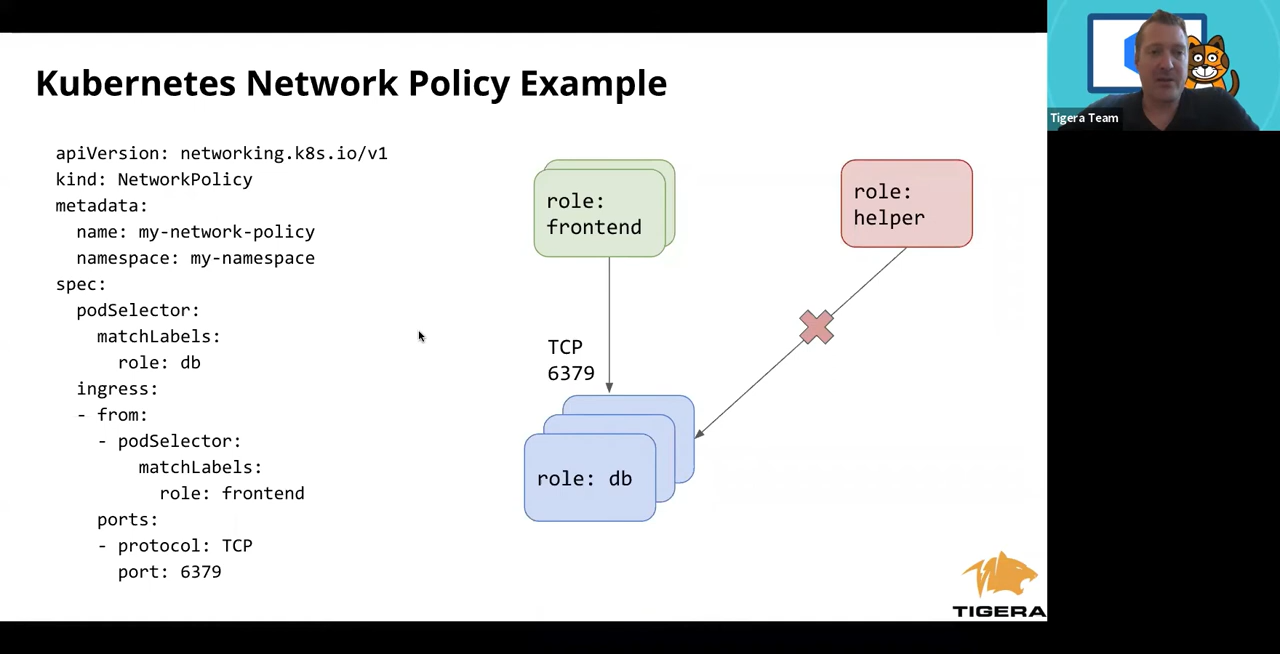 Kubernetes Network Policy Example
apiVersion: networking.k8s.io/v1
kind: NetworkPolicy
metadata:
  name: my-network-policy
  namespace: my-namespace
spec:
  podSelector:
    matchLabels:
      role: db
  ingress:
  - from:
    - podSelector:
        matchLabels:
          role: frontend
    ports:
    - protocol: TCP
      port: 6379
role:
frontend
role:
helper
TCP
6379
role: db
TIGERA
Tigera Team